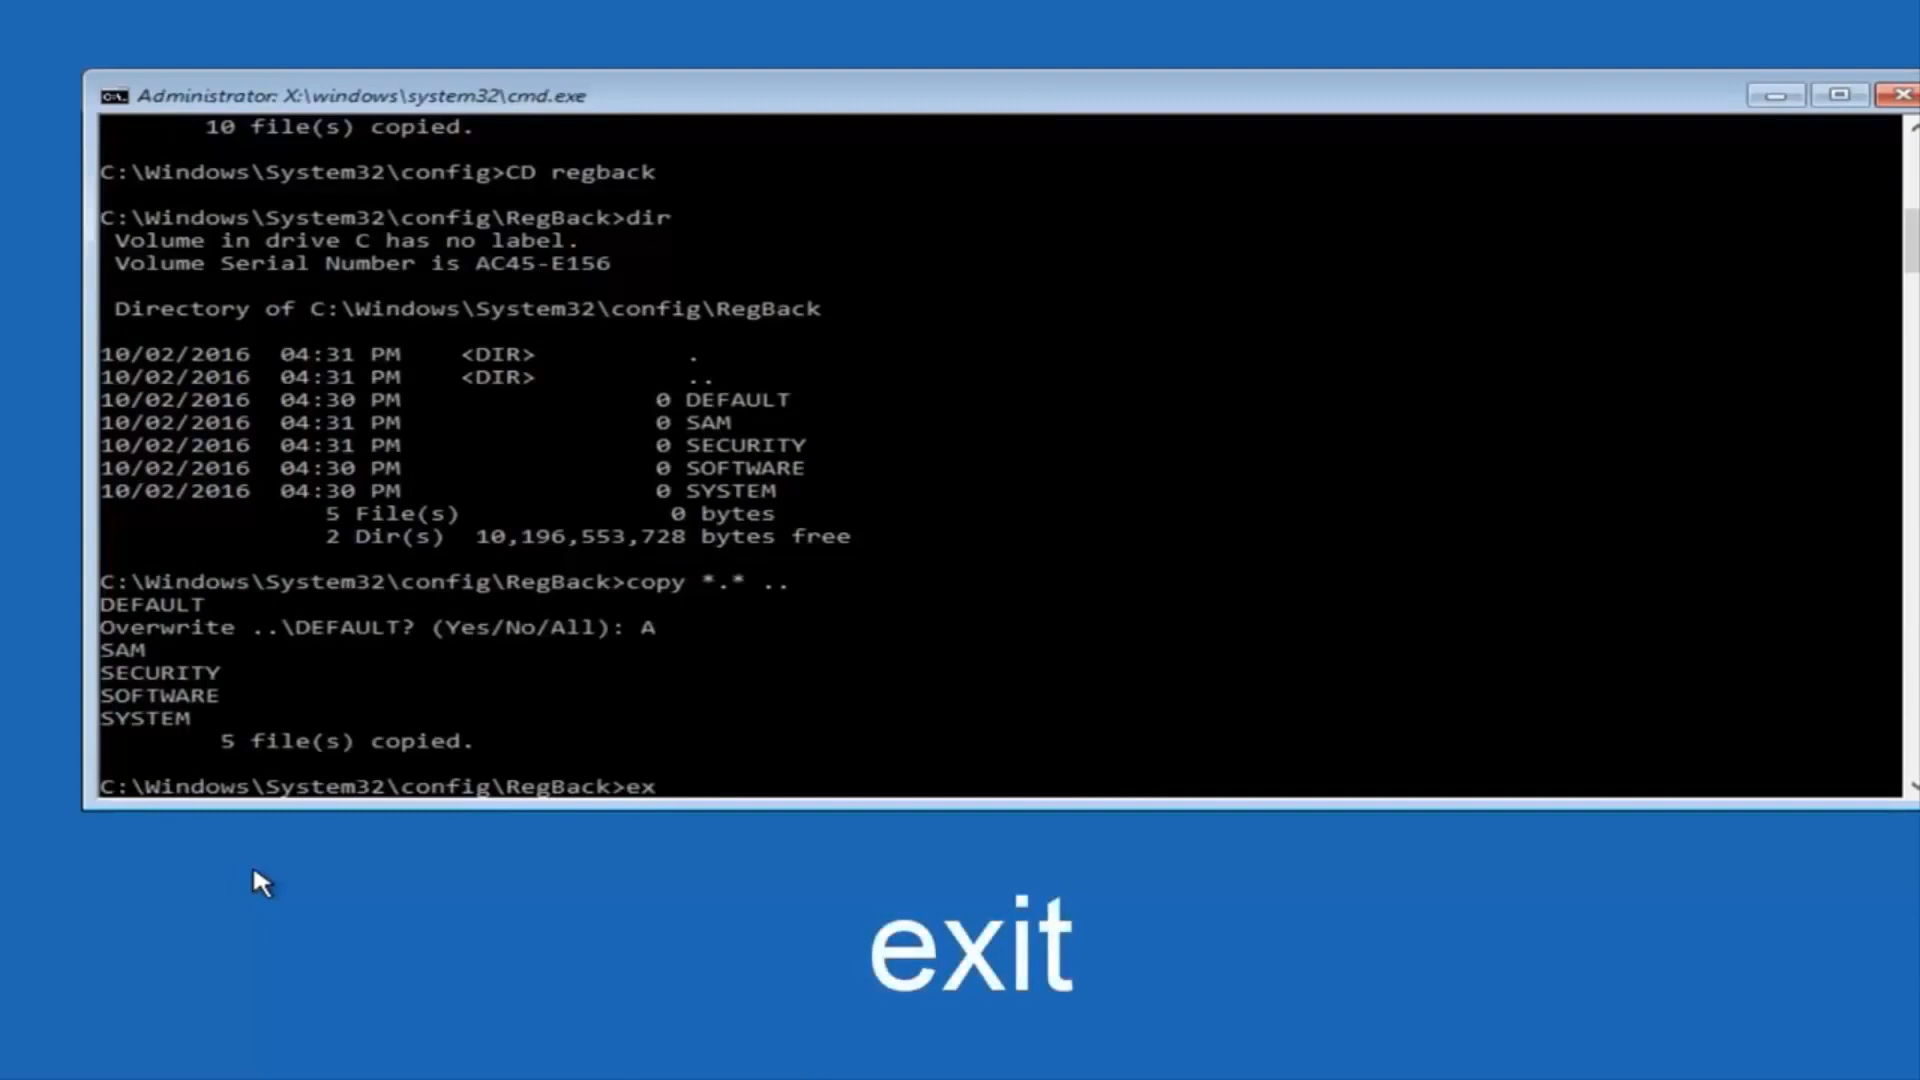 Administrator: X:\windows\system32\cmd.exe
10 file(s) copied.
C:\Windows\System32\config>CD regback
C:\Windows\System32\config\RegBack>dir
Volume in drive C has no label.
Volume Serial Number is AC45-E156
Directory of C:\Windows\System32\config\RegBack
10/02/2016  04:31 PM    <DIR>          .
10/02/2016  04:31 PM    <DIR>          ..
10/02/2016  04:30 PM                 0 DEFAULT
10/02/2016  04:31 PM                 0 SAM
10/02/2016  04:31 PM                 0 SECURITY
10/02/2016  04:30 PM                 0 SOFTWARE
10/02/2016  04:30 PM                 0 SYSTEM
5 File(s)              0 bytes
2 Dir(s)  10,196,553,728 bytes free
C:\Windows\System32\config\RegBack>copy *.* ..
DEFAULT
Overwrite ..\DEFAULT? (Yes/No/All): A
SAM
SECURITY
SOFTWARE
SYSTEM
5 file(s) copied.
C:\Windows\System32\config\RegBack>ex
exit